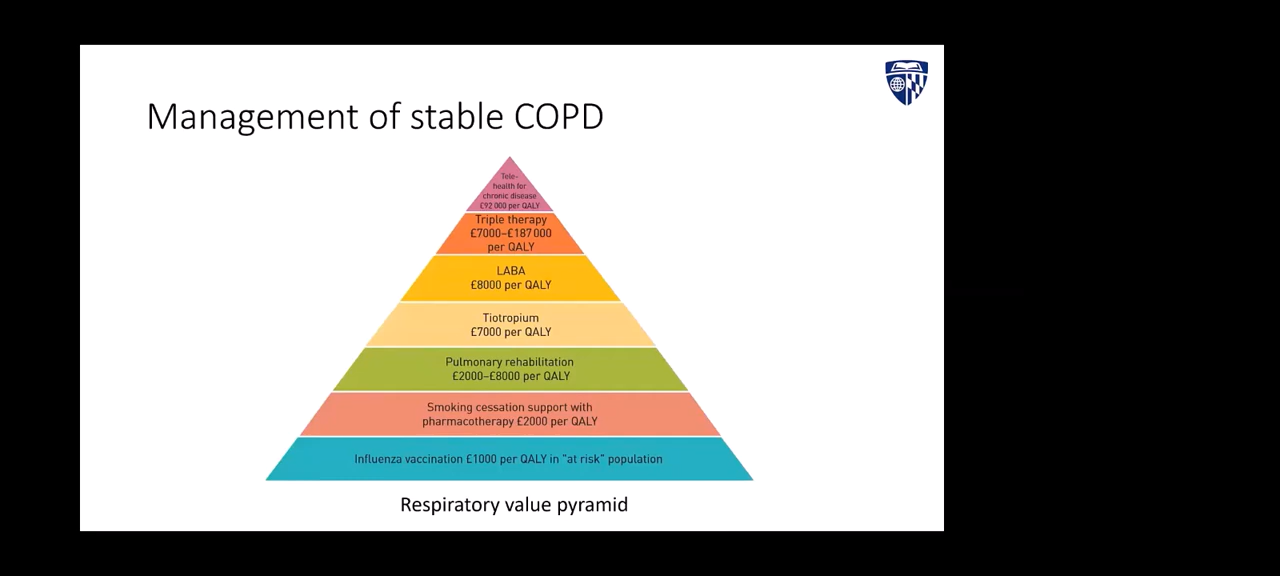 Management of stable COPD
Tele-
health for
chronic disease
£92 000 per QALY
Triple therapy
£7000–£187 000
per QALY
LABA
£8000 per QALY
Tiotropium
£7000 per QALY
Pulmonary rehabilitation
£2000–£8000 per QALY
Smoking cessation support with
pharmacotherapy £2000 per QALY
Influenza vaccination £1000 per QALY in "at risk" population
Respiratory value pyramid